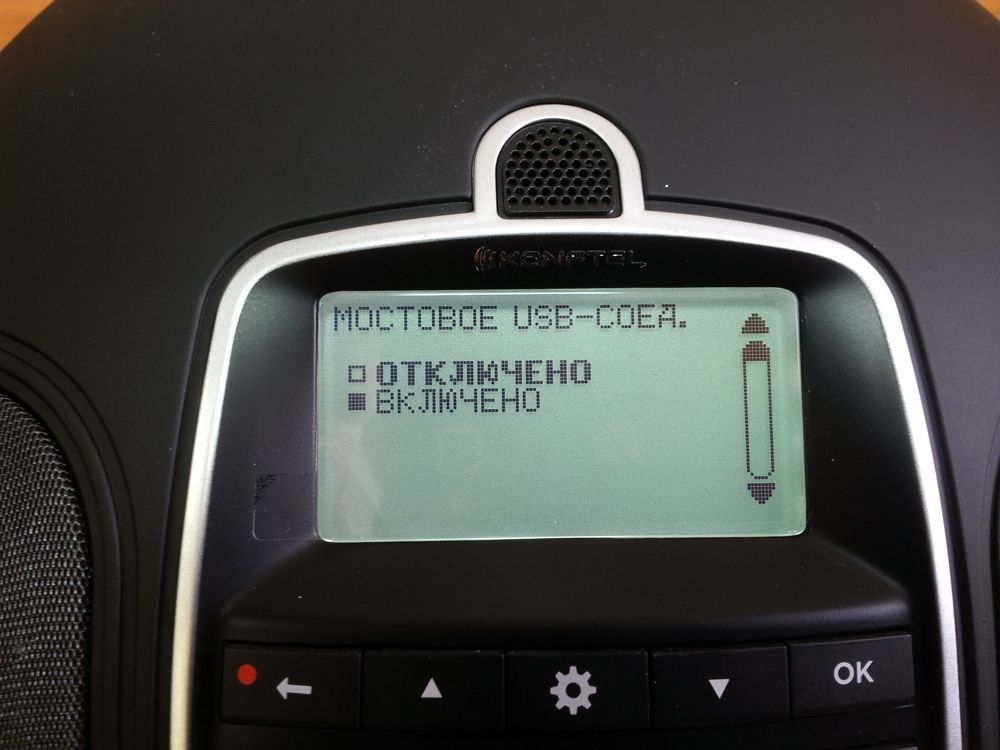 KONFTEL
МОСТОВОЕ USB-СОЕД.
ОТКЛЮЧЕНО
ВКЛЮЧЕНО
OK